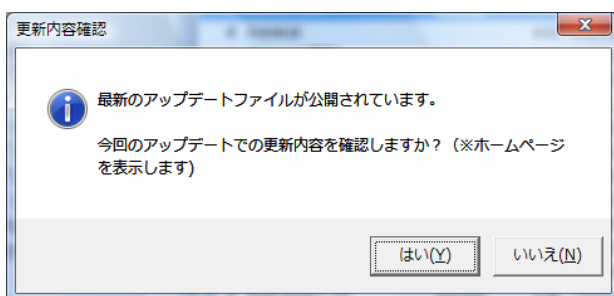 更新内容確認
最新のアップデートファイルが公開されています。
今回のアップデートでの更新内容を確認しますか？（※ホームページ
を表示します)
はい(Y)
いいえ(N)